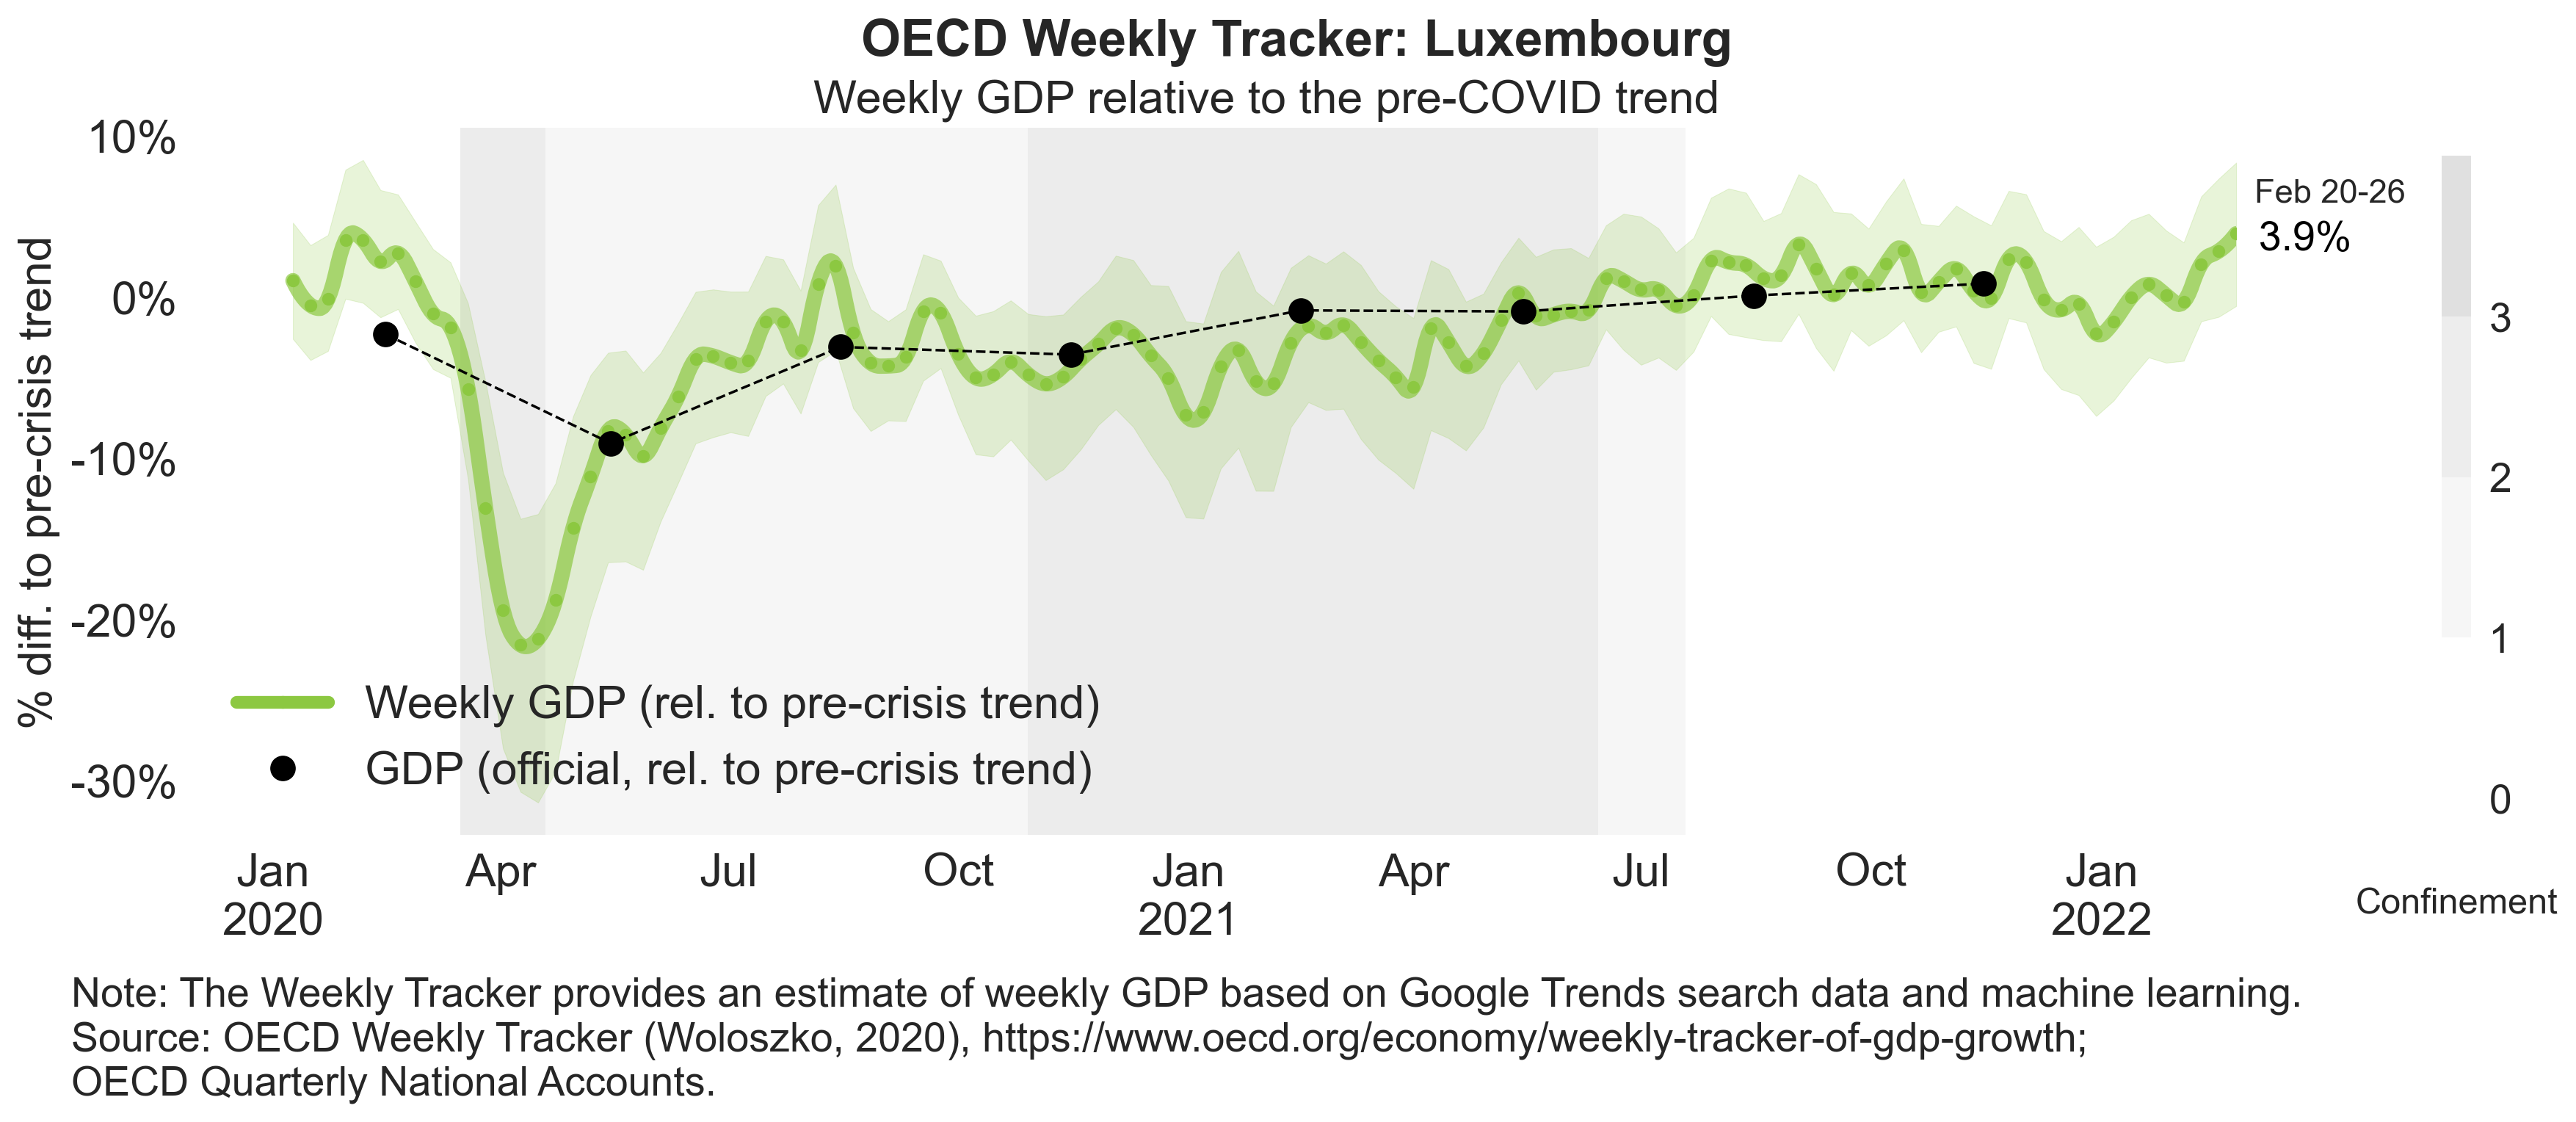 OECD Weekly Tracker: Luxembourg
Weekly GDP relative to the pre-COVID trend
% diff. to pre-crisis trend
10%
0%
-10%
-20%
-30%
Feb 20-26
3.9%
3
2
1
0
Confinement
Weekly GDP (rel. to pre-crisis trend)
GDP (official, rel. to pre-crisis trend)
Jan Apr Jul Oct Jan Apr Jul Oct Jan
2020 2021 2022
Note: The Weekly Tracker provides an estimate of weekly GDP based on Google Trends search data and machine learning.
Source: OECD Weekly Tracker (Woloszko, 2020), https://www.oecd.org/economy/weekly-tracker-of-gdp-growth;
OECD Quarterly National Accounts.